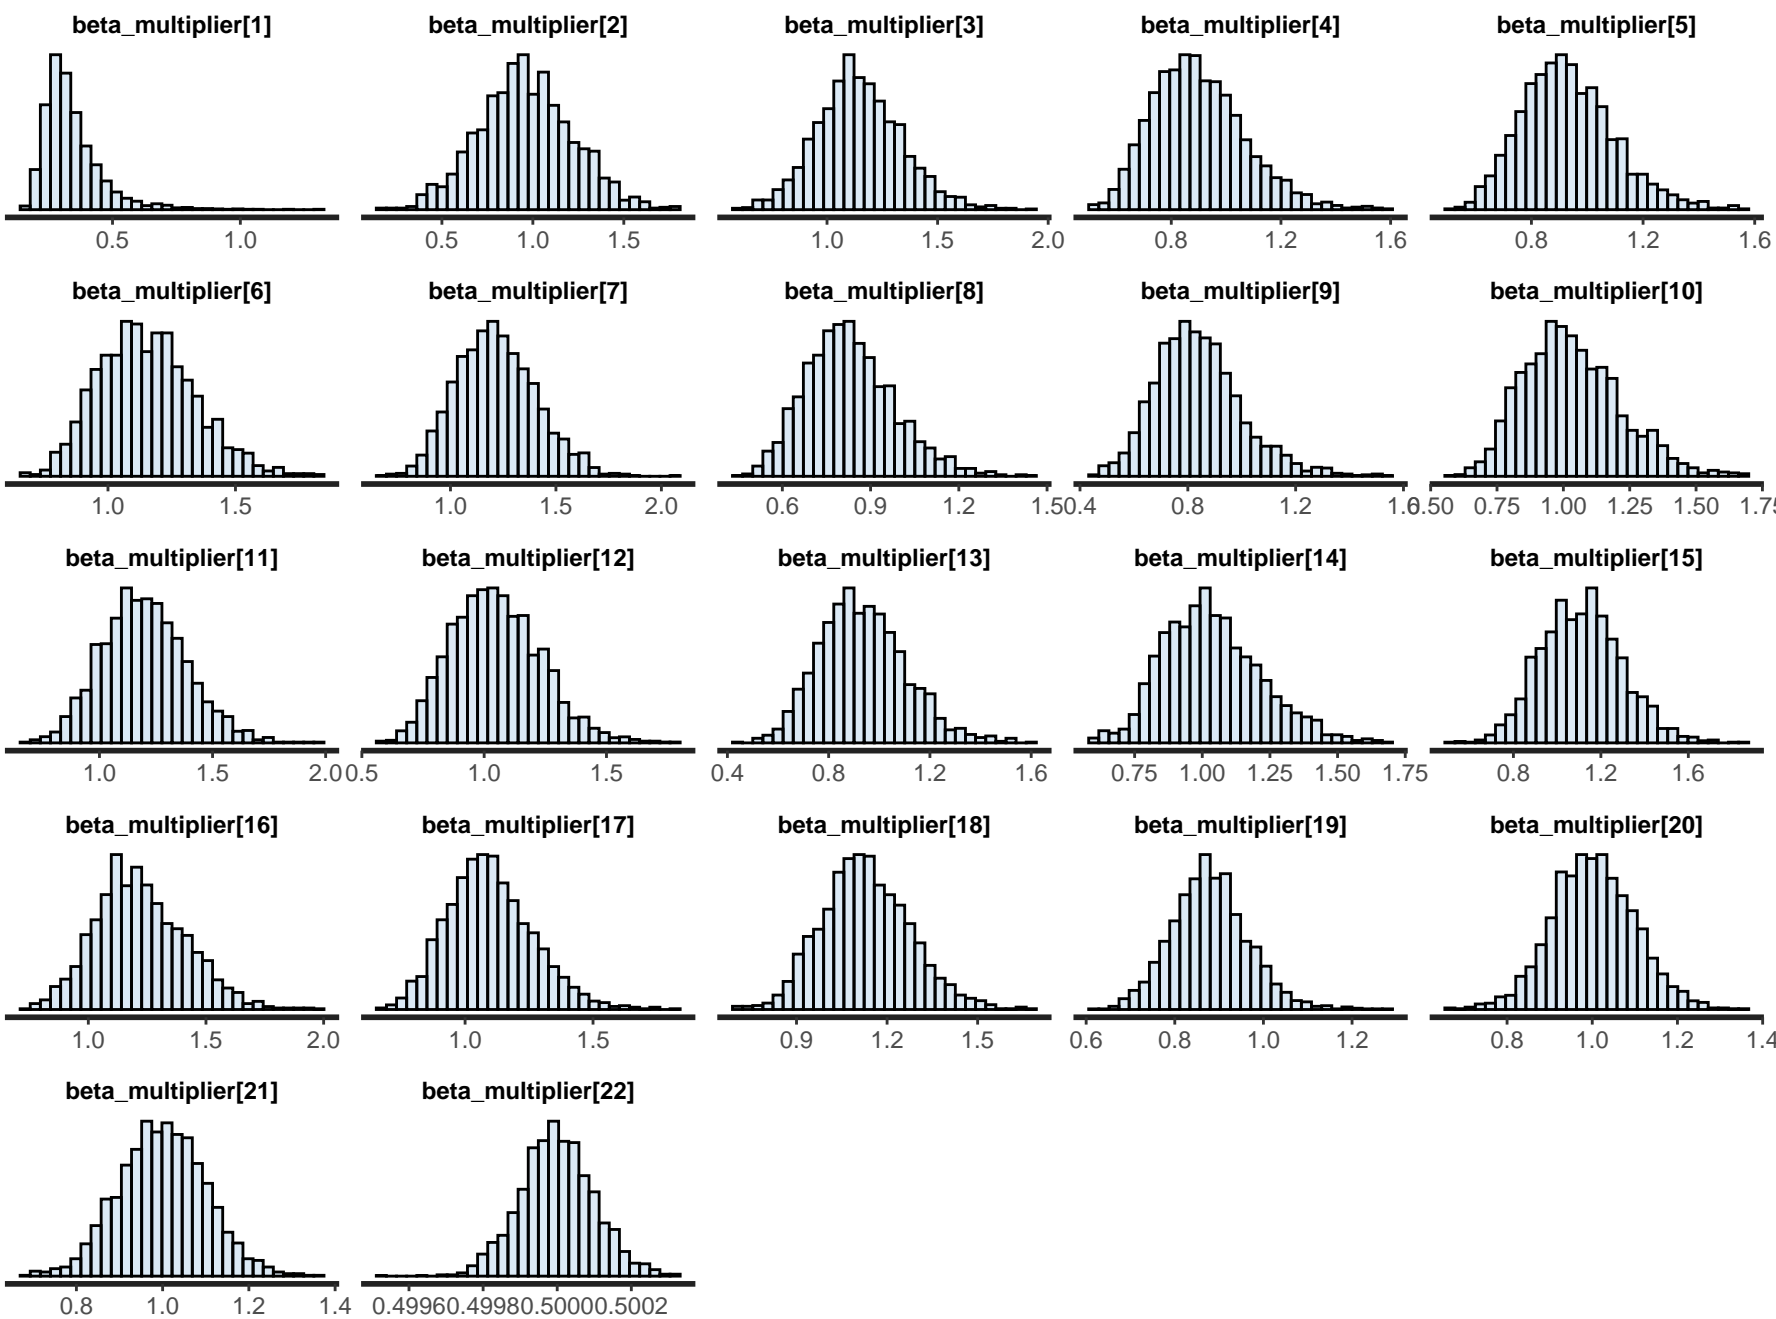 beta_multiplier[1] beta_multiplier[2] beta_multiplier[3] beta_multiplier[4] beta_multiplier[5]
0.5 1.0 0.5 1.0 1.5 1.0 1.5 2.0 0.8 1.2 1.6 0.8 1.2 1.6
beta_multiplier[6] beta_multiplier[7] beta_multiplier[8] beta_multiplier[9] beta_multiplier[10]
1.0 1.5 1.0 1.5 2.0 0.6 0.9 1.2 1.5 0.4 0.8 1.2 1.6 0.50 0.75 1.00 1.25 1.50 1.75
beta_multiplier[11] beta_multiplier[12] beta_multiplier[13] beta_multiplier[14] beta_multiplier[15]
1.0 1.5 2.0 0.5 1.0 1.5 0.4 0.8 1.2 1.6 0.75 1.00 1.25 1.50 1.75 0.8 1.2 1.6
beta_multiplier[16] beta_multiplier[17] beta_multiplier[18] beta_multiplier[19] beta_multiplier[20]
1.0 1.5 2.0 1.0 1.5 0.9 1.2 1.5 0.6 0.8 1.0 1.2 0.8 1.0 1.2 1.4
beta_multiplier[21] beta_multiplier[22]
0.8 1.0 1.2 1.4 0.4996 0.4998 0.5000 0.5002